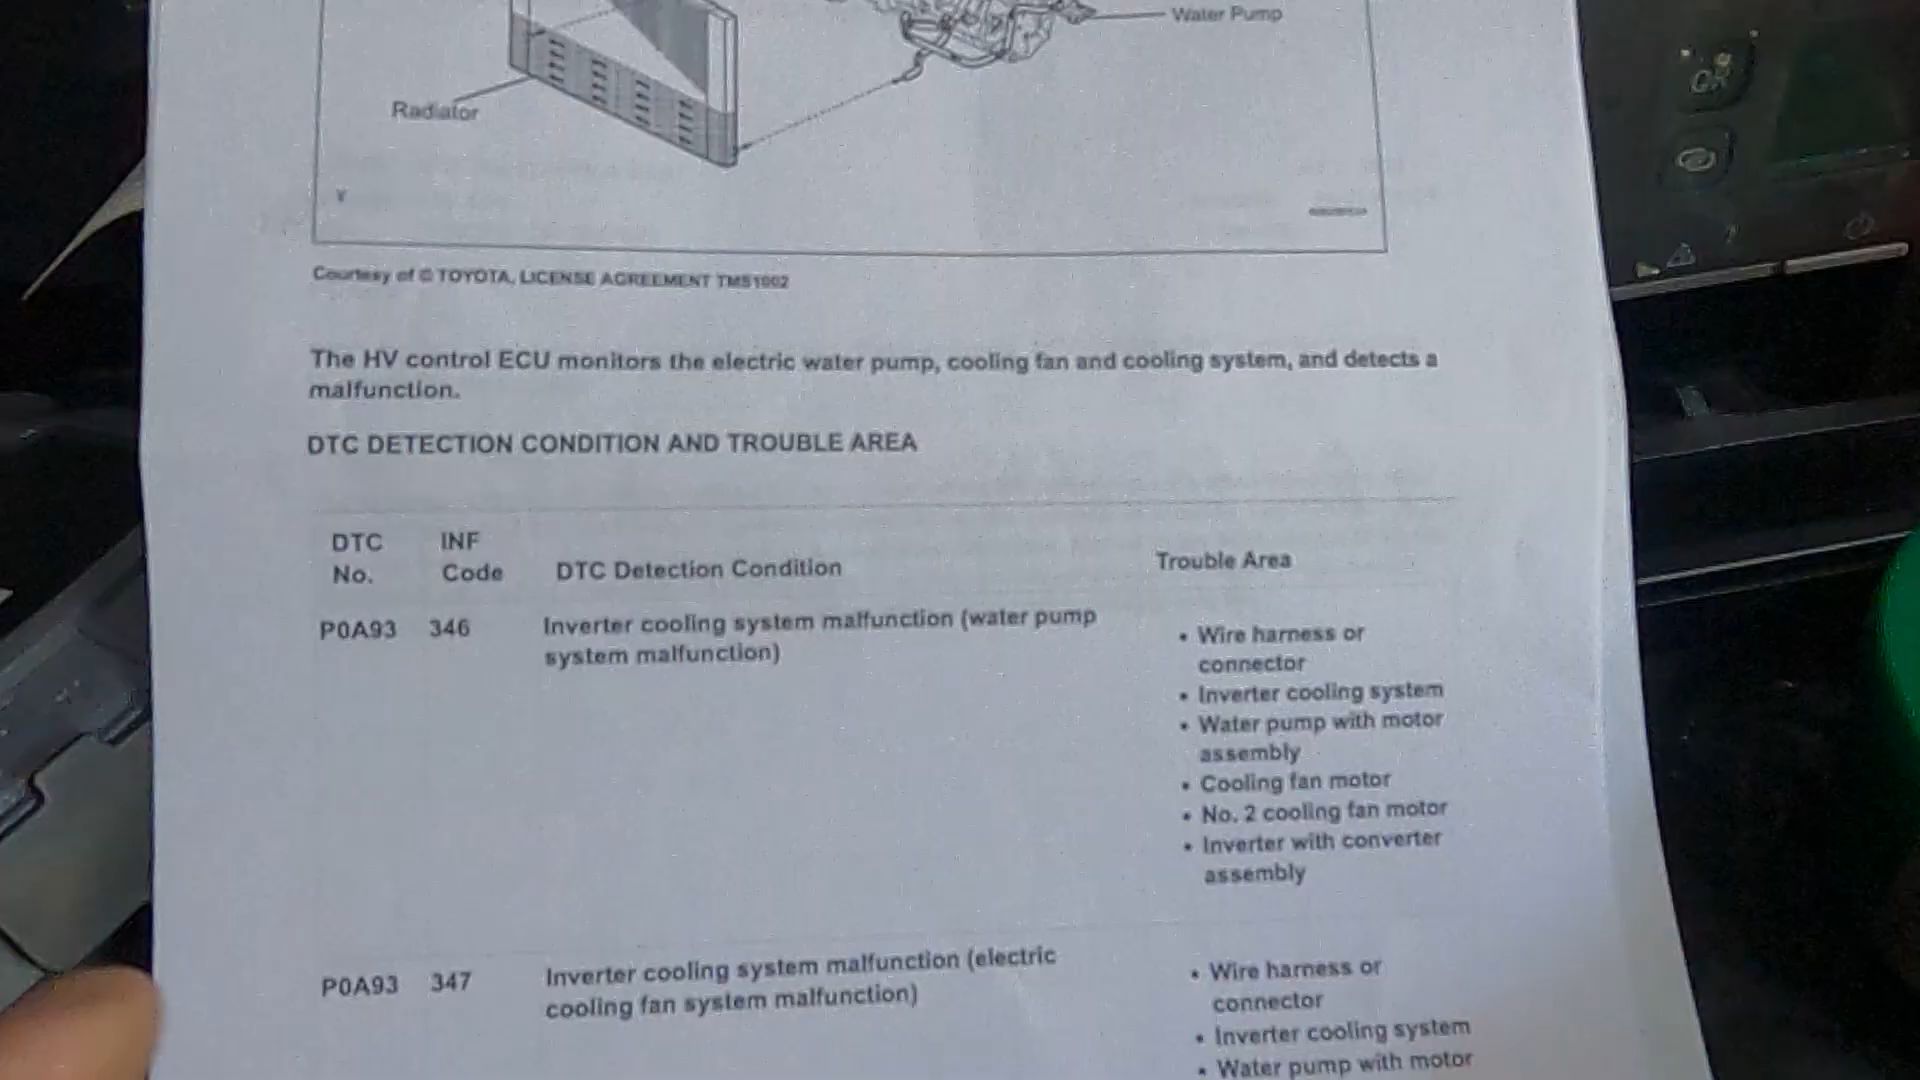 Water Pump
Radiator
Y
Courtesy of © TOYOTA, LICENSE AGREEMENT TMS1002
The HV control ECU monitors the electric water pump, cooling fan and cooling system, and detects a
malfunction.
DTC DETECTION CONDITION AND TROUBLE AREA
DTC No.
INF Code
DTC Detection Condition
Trouble Area
P0A93
346
Inverter cooling system malfunction (water pump
system malfunction)
• Wire harness or
connector
• Inverter cooling system
• Water pump with motor
assembly
• Cooling fan motor
• No. 2 cooling fan motor
• Inverter with converter
assembly
P0A93
347
Inverter cooling system malfunction (electric
cooling fan system malfunction)
• Wire harness or
connector
• Inverter cooling system
• Water pump with motor